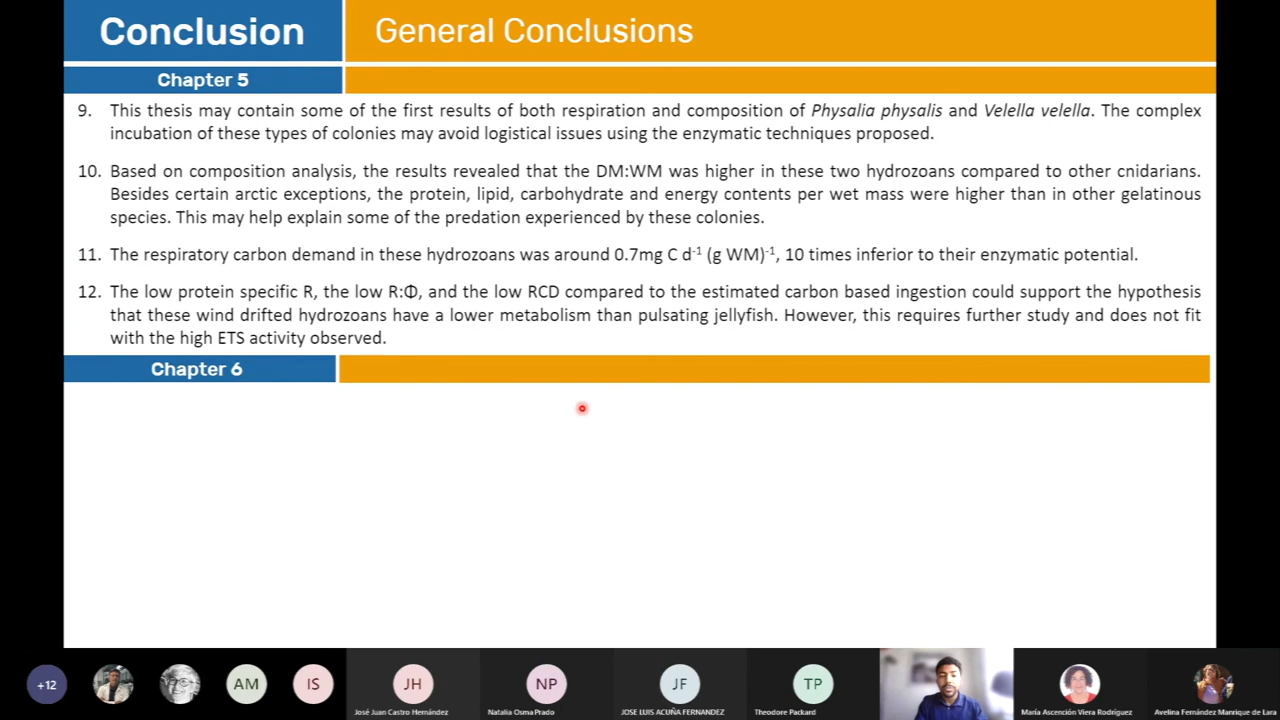 Conclusion
General Conclusions
Chapter 5
9. This thesis may contain some of the first results of both respiration and composition of Physalia physalis and Velella velella. The complex
incubation of these types of colonies may avoid logistical issues using the enzymatic techniques proposed.
10. Based on composition analysis, the results revealed that the DM:WM was higher in these two hydrozoans compared to other cnidarians.
Besides certain arctic exceptions, the protein, lipid, carbohydrate and energy contents per wet mass were higher than in other gelatinous
species. This may help explain some of the predation experienced by these colonies.
11. The respiratory carbon demand in these hydrozoans was around 0.7mg C d⁻¹ (g WM)⁻¹, 10 times inferior to their enzymatic potential.
12. The low protein specific R, the low R:Φ, and the low RCD compared to the estimated carbon based ingestion could support the hypothesis
that these wind drifted hydrozoans have a lower metabolism than pulsating jellyfish. However, this requires further study and does not fit
with the high ETS activity observed.
Chapter 6
+12
AM
IS
JH
NP
JF
TP
José Juan Castro Hernández
Natalia Osma Prado
JOSE LUIS ACUÑA FERNANDEZ
Theodore Packard
María Ascención Viera Rodríguez
Avelina Fernández Manrique de Lara